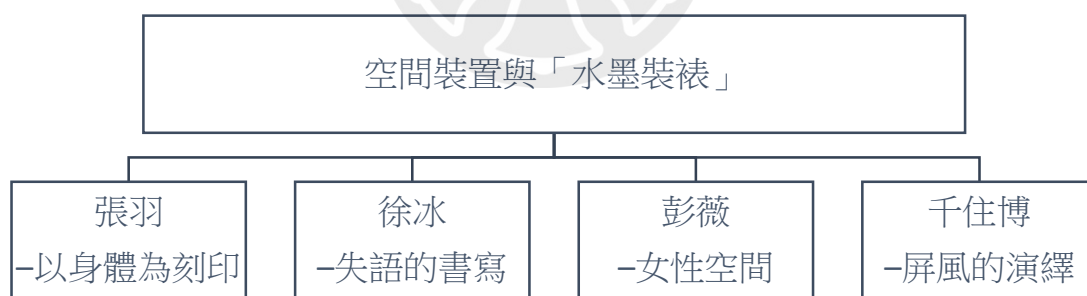 空間裝置與「水墨裝裱」
張羽
–以身體為刻印
徐冰
–失語的書寫
彭薇
–女性空間
千住博
–屏風的演繹